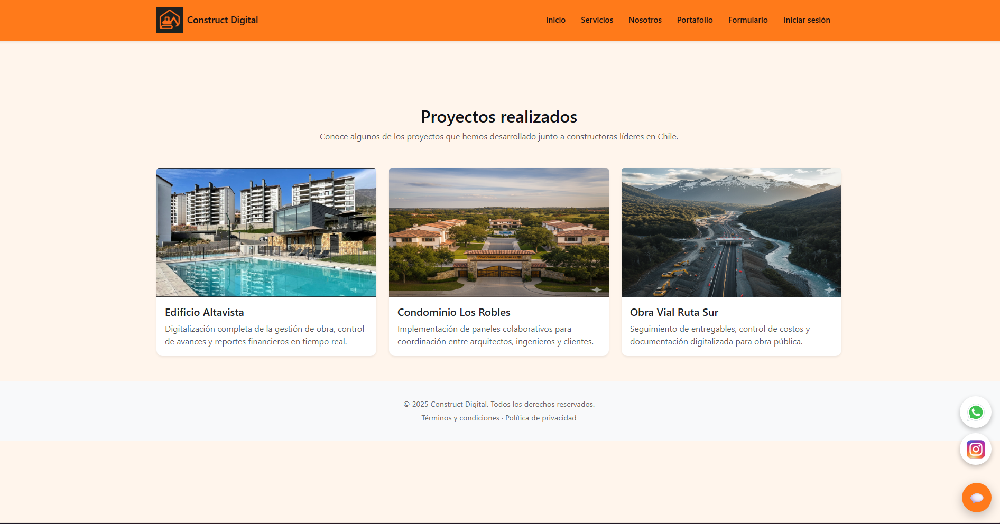 Construct Digital
Inicio
Servicios
Nosotros
Portafolio
Formulario
Iniciar sesión
Proyectos realizados
Conoce algunos de los proyectos que hemos desarrollado junto a constructoras líderes en Chile.
CONDOMINIO LOS ROBLES
Edificio Altavista
Digitalización completa de la gestión de obra, control
de avances y reportes financieros en tiempo real.
Condominio Los Robles
Implementación de paneles colaborativos para
coordinación entre arquitectos, ingenieros y clientes.
Obra Vial Ruta Sur
Seguimiento de entregables, control de costos y
documentación digitalizada para obra pública.
© 2025 Construct Digital. Todos los derechos reservados.
Términos y condiciones · Política de privacidad